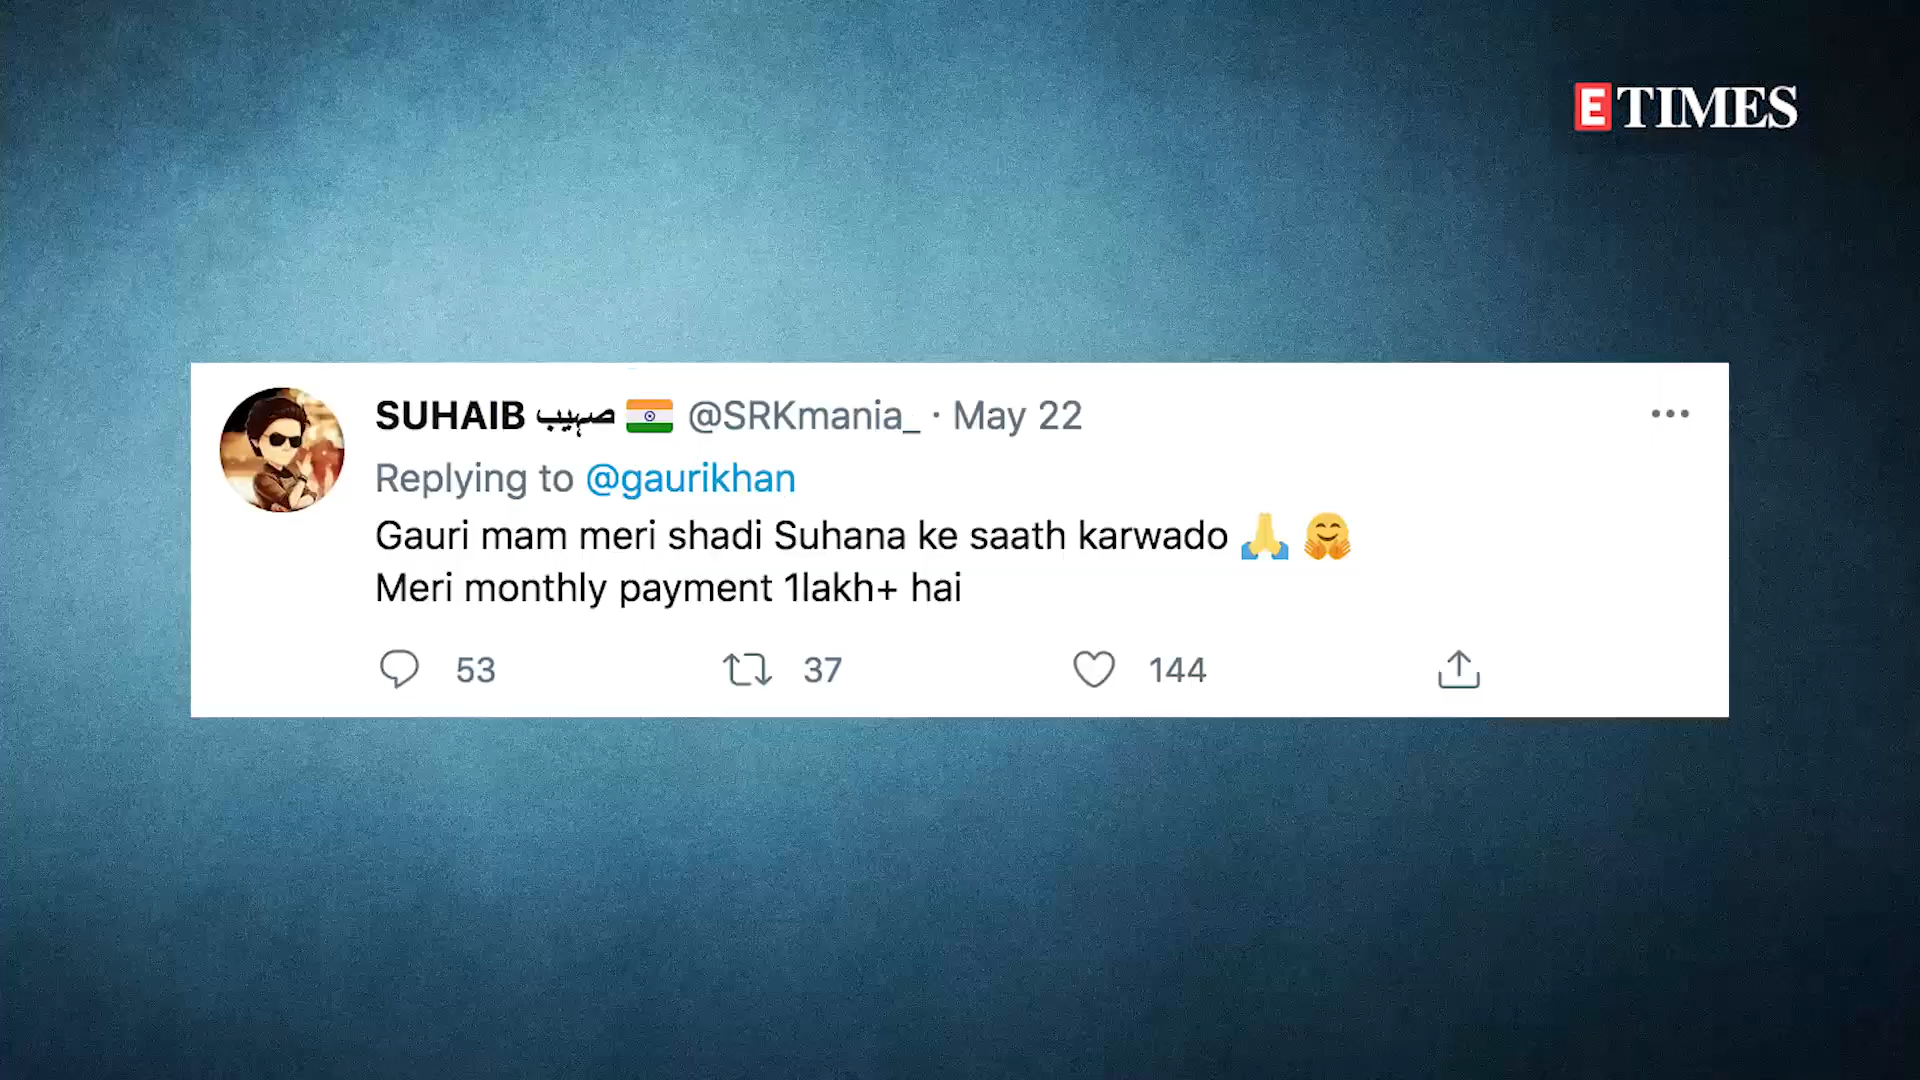 E TIMES
SUHAIB صہیب 🇮🇳 @SRKmania_ · May 22
Replying to @gaurikhan
Gauri mam meri shadi Suhana ke saath karwado 🙏 🤗
Meri monthly payment 1lakh+ hai
53 37 144